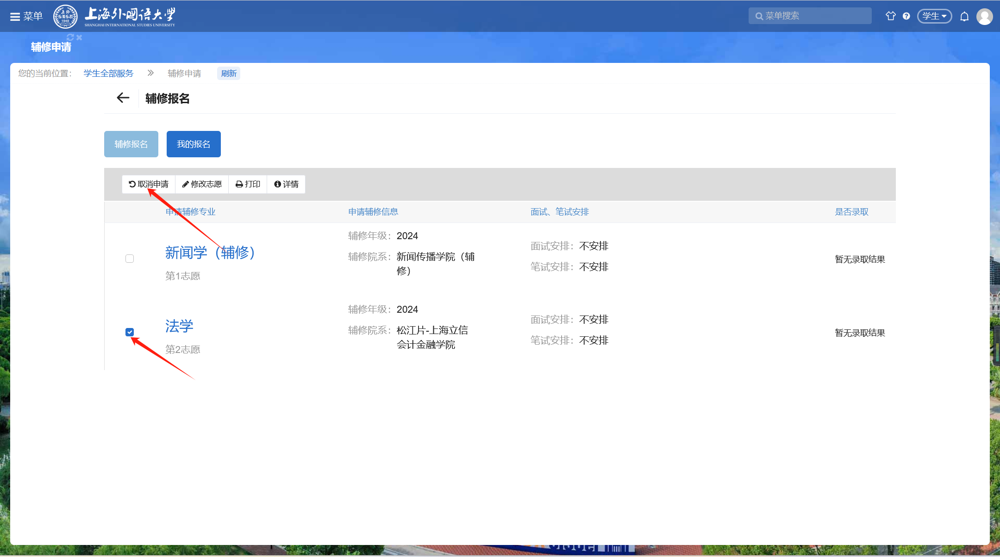 菜单
上外
SISU
1949
上海外国语大学
SHANGHAI INTERNATIONAL STUDIES UNIVERSITY
菜单搜索
学生
辅修申请
您的当前位置：
学生全部服务
辅修申请
刷新
辅修报名
辅修报名
我的报名
取消申请
修改志愿
打印
详情
申请辅修专业
申请辅修信息
面试、笔试安排
是否录取
新闻学（辅修）
第1志愿
辅修年级：2024
辅修院系：新闻传播学院（辅
修）
面试安排：不安排
笔试安排：不安排
暂无录取结果
法学
第2志愿
辅修年级：2024
辅修院系：松江片-上海立信
会计金融学院
面试安排：不安排
笔试安排：不安排
暂无录取结果